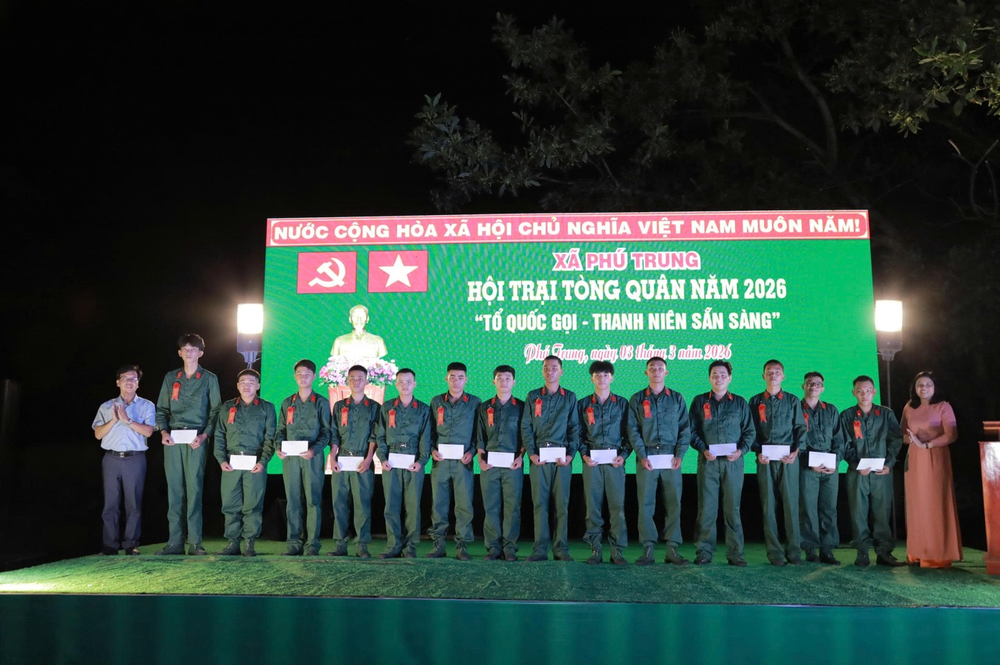 NƯỚC CỘNG HÒA XÃ HỘI CHỦ NGHĨA VIỆT NAM MUÔN NĂM!
XÃ PHÚ TRUNG
HỘI TRẠI TÒNG QUÂN NĂM 2026
“TỔ QUỐC GỌI - THANH NIÊN SẴN SÀNG”
Phú Trung, ngày 03 tháng 3 năm 2026